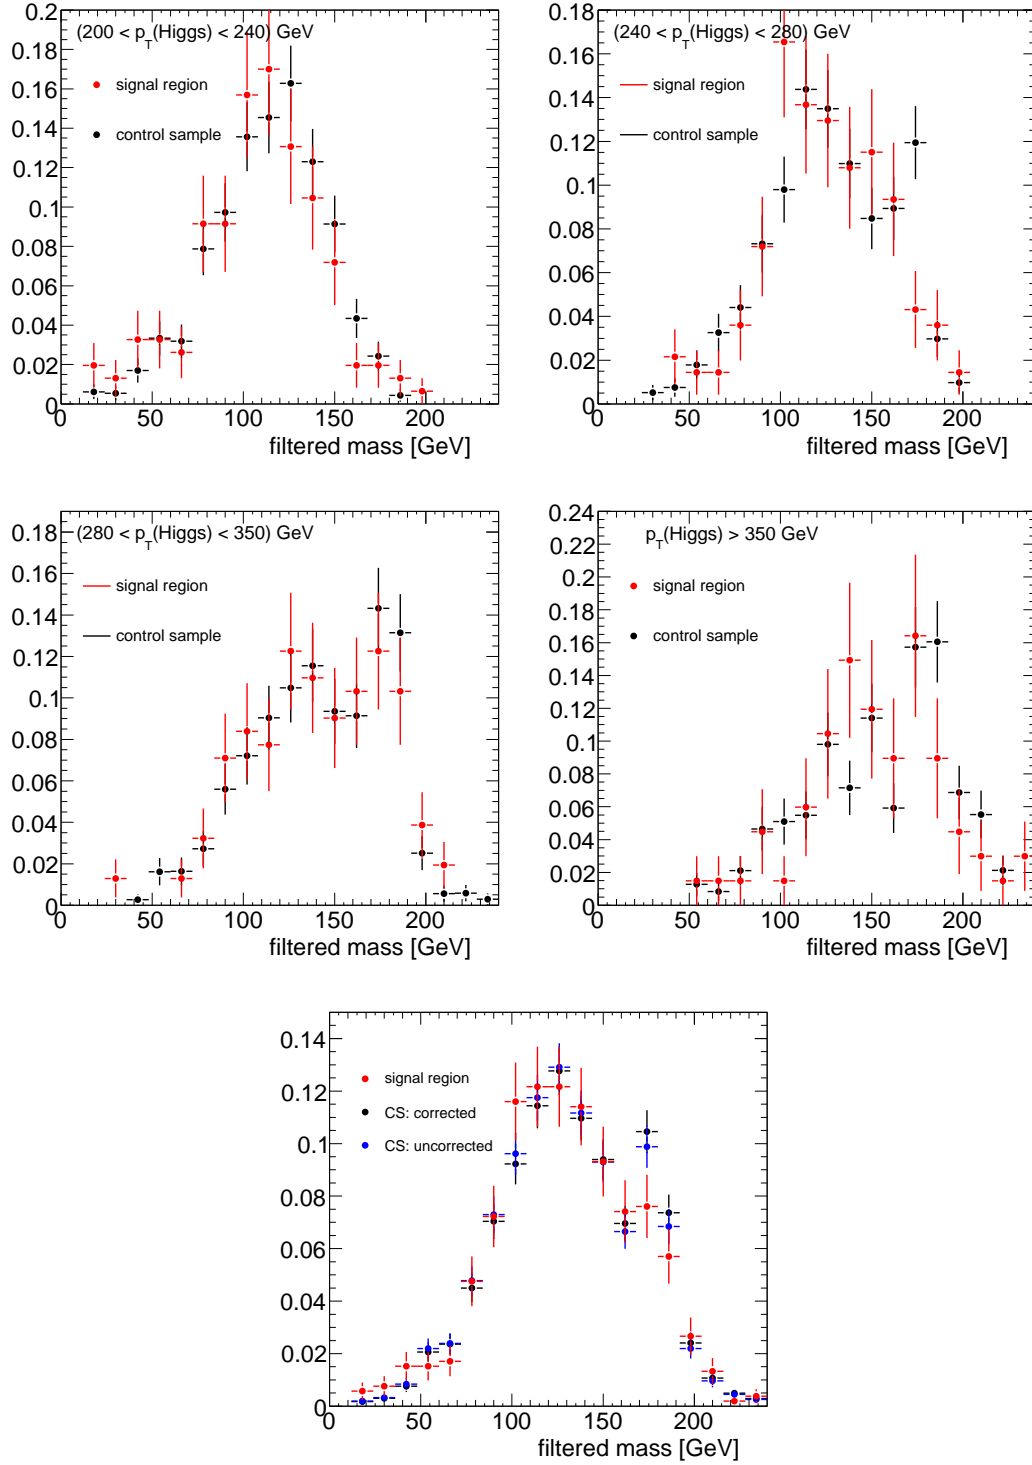 (200 < pT(Higgs) < 240) GeV
signal region
control sample
0.2
0.18
0.16
0.14
0.12
0.1
0.08
0.06
0.04
0.02
0
0 50 100 150 200
filtered mass [GeV]
(240 < pT(Higgs) < 280) GeV
signal region
control sample
0.18
0.16
0.14
0.12
0.1
0.08
0.06
0.04
0.02
0
0 50 100 150 200
filtered mass [GeV]
(280 < pT(Higgs) < 350) GeV
signal region
control sample
0.18
0.16
0.14
0.12
0.1
0.08
0.06
0.04
0.02
0
0 50 100 150 200
filtered mass [GeV]
pT(Higgs) > 350 GeV
signal region
control sample
0.24
0.22
0.2
0.18
0.16
0.14
0.12
0.1
0.08
0.06
0.04
0.02
0
0 50 100 150 200
filtered mass [GeV]
signal region
CS: corrected
CS: uncorrected
0.14
0.12
0.1
0.08
0.06
0.04
0.02
0
0 50 100 150 200
filtered mass [GeV]